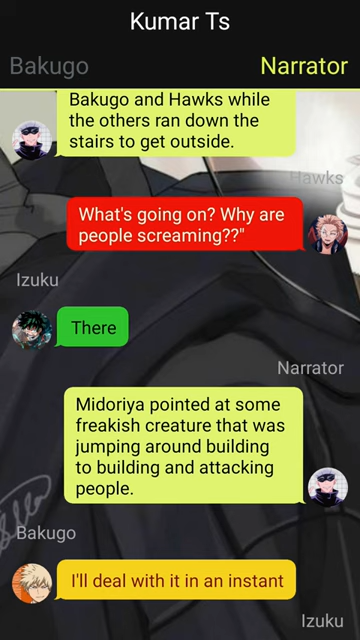 Kumar Ts
Bakugo
Narrator
Bakugo and Hawks while
the others ran down the
stairs to get outside.
Hawks
What's going on? Why are
people screaming??"
Izuku
There
Narrator
Midoriya pointed at some
freakish creature that was
jumping around building
to building and attacking
people.
Bakugo
I'll deal with it in an instant
Izuku